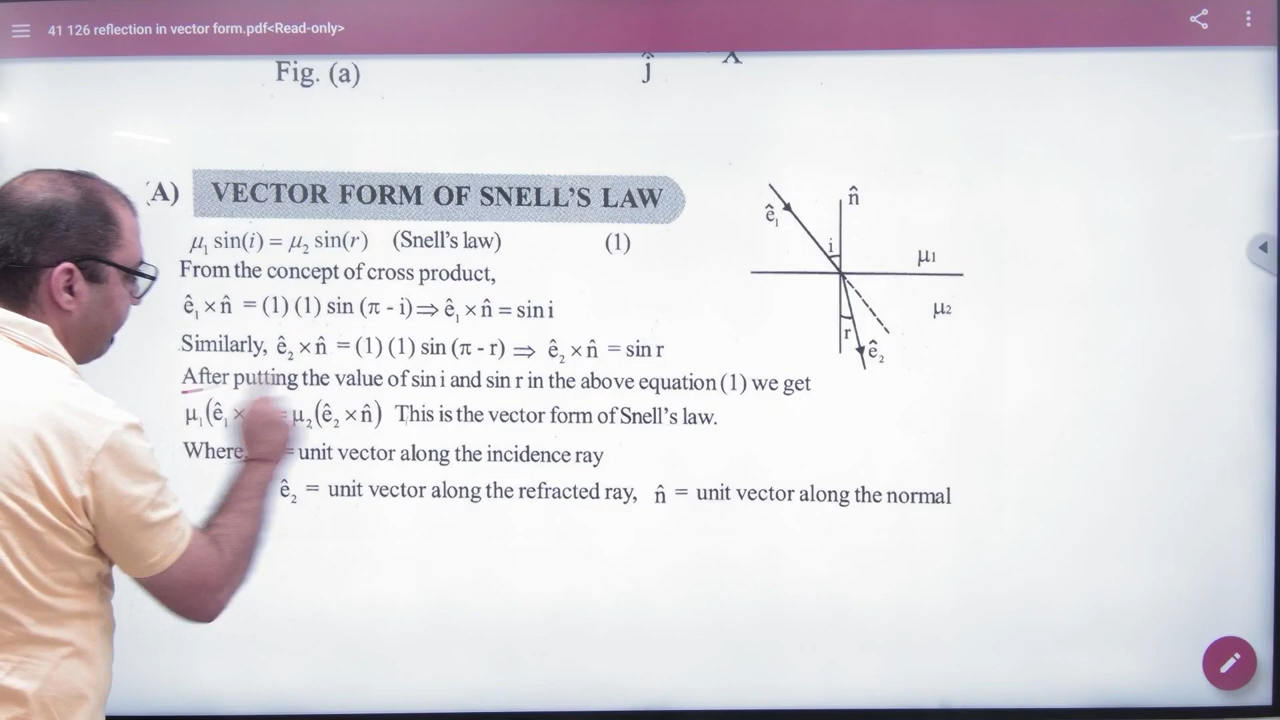 41 126 reflection in vector form.pdf<Read-only>
Fig. (a)
ĵ
A) VECTOR FORM OF SNELL'S LAW
μ₁ sin(i) = μ₂ sin(r) (Snell's law) (1)
From the concept of cross product,
ê₁ × n̂ = (1) (1) sin (π - i) ⇒ ê₁ × n̂ = sin i
Similarly, ê₂ × n̂ = (1) (1) sin (π - r) ⇒ ê₂ × n̂ = sin r
After putting the value of sin i and sin r in the above equation (1) we get
μ₁(ê₁ × = μ₂(ê₂ × n̂) This is the vector form of Snell's law.
Where, = unit vector along the incidence ray
ê₂ = unit vector along the refracted ray, n̂ = unit vector along the normal
n̂
ê₁
i
μ₁
μ₂
r
ê₂